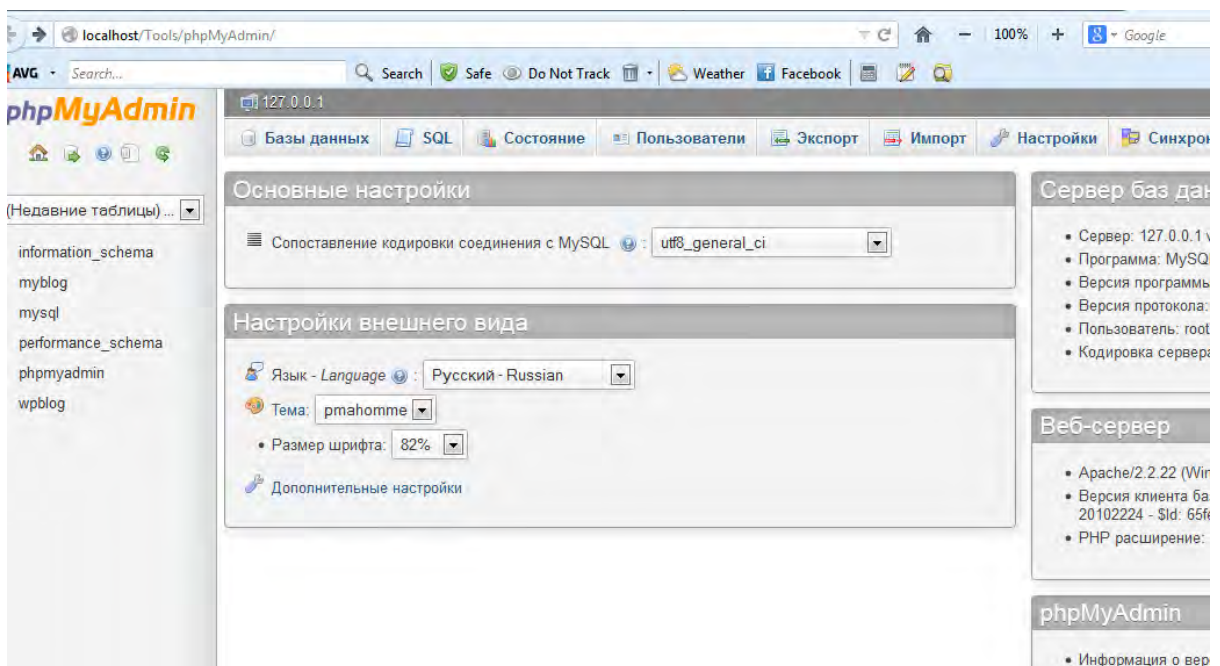 localhost/Tools/phpMyAdmin/
100%
Google
AVG
Search...
Search
Safe
Do Not Track
Weather
Facebook
phpMyAdmin
127.0.0.1
Базы данных
SQL
Состояние
Пользователи
Экспорт
Импорт
Настройки
Синхрон
(Недавние таблицы) ...
information_schema
myblog
mysql
performance_schema
phpmyadmin
wpblog
Основные настройки
Сопоставление кодировки соединения с MySQL : utf8_general_ci
Настройки внешнего вида
Язык - Language : Русский - Russian
Тема: pmahomme
• Размер шрифта: 82%
Дополнительные настройки
Сервер баз дан
• Сервер: 127.0.0.1 v
• Программа: MySQL
• Версия программы
• Версия протокола:
• Пользователь: root
• Кодировка сервера
Веб-сервер
• Apache/2.2.22 (Win
• Версия клиента ба
20102224 - $Id: 65fe
• PHP расширение:
phpMyAdmin
• Информация о вер